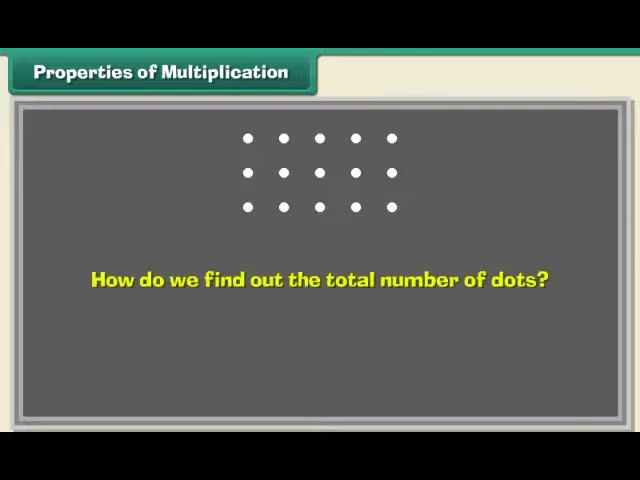 Properties of Multiplication
How do we find out the total number of dots?